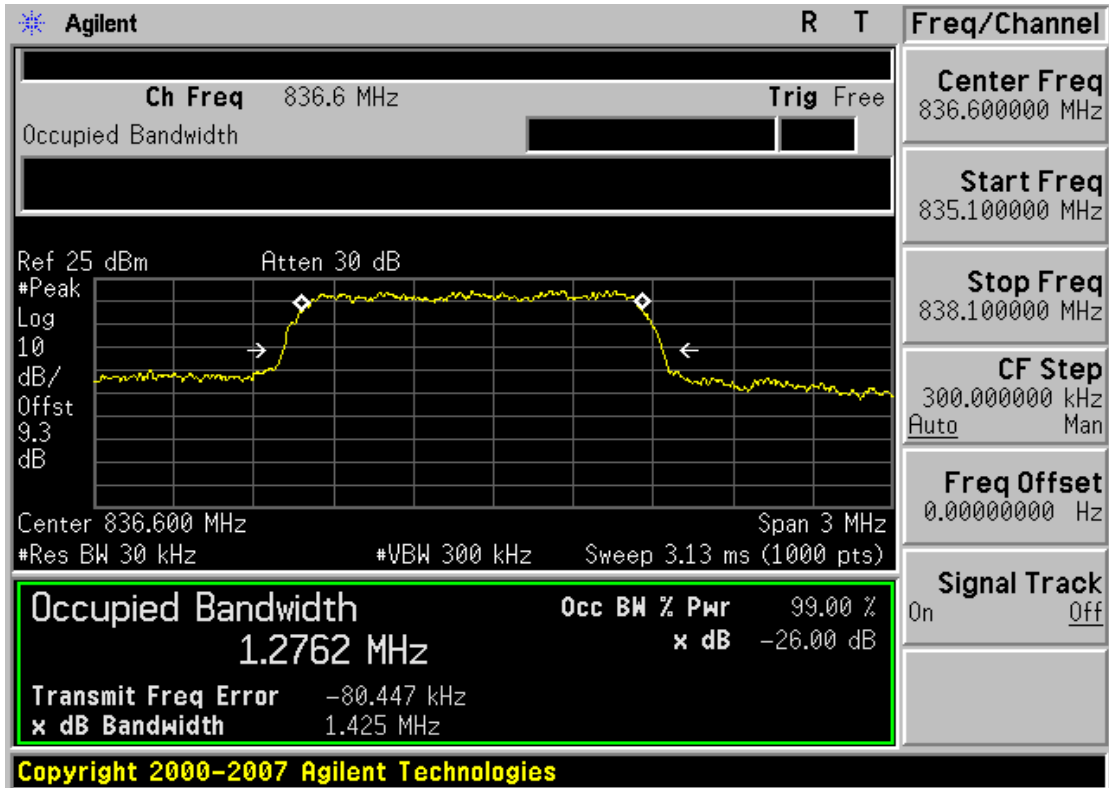 Agilent R T Freq/Channel
Ch Freq 836.6 MHz Trig Free
Occupied Bandwidth
Center Freq
836.600000 MHz
Start Freq
835.100000 MHz
Stop Freq
838.100000 MHz
CF Step
300.000000 kHz
Auto Man
Freq Offset
0.00000000 Hz
Signal Track
On Off
Ref 25 dBm Atten 30 dB
#Peak
Log
10
dB/
Offst
9.3
dB
Center 836.600 MHz Span 3 MHz
#Res BW 30 kHz #VBW 300 kHz Sweep 3.13 ms (1000 pts)
Occupied Bandwidth Occ BW % Pwr 99.00 %
1.2762 MHz x dB -26.00 dB
Transmit Freq Error -80.447 kHz
x dB Bandwidth 1.425 MHz
Copyright 2000-2007 Agilent Technologies